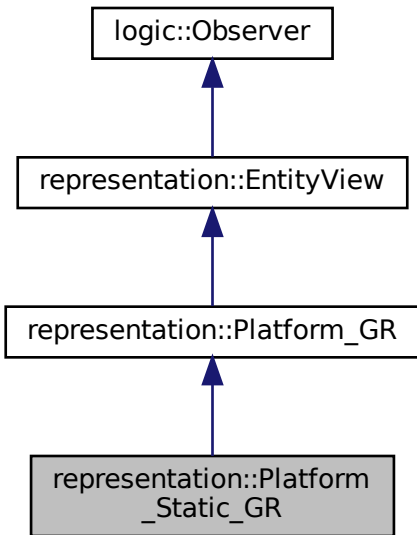 logic::Observer
representation::EntityView
representation::Platform_GR
representation::Platform
_Static_GR